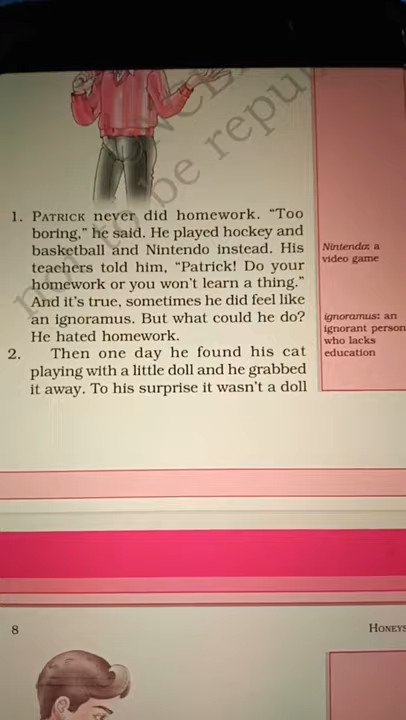 not to be republ
1. PATRICK never did homework. “Too
boring,” he said. He played hockey and
basketball and Nintendo instead. His
teachers told him, “Patrick! Do your
homework or you won’t learn a thing.”
And it’s true, sometimes he did feel like
an ignoramus. But what could he do?
He hated homework.
Nintendo: a
video game
ignoramus: an
ignorant person
who lacks
education
2. Then one day he found his cat
playing with a little doll and he grabbed
it away. To his surprise it wasn’t a doll
8
HONEYS